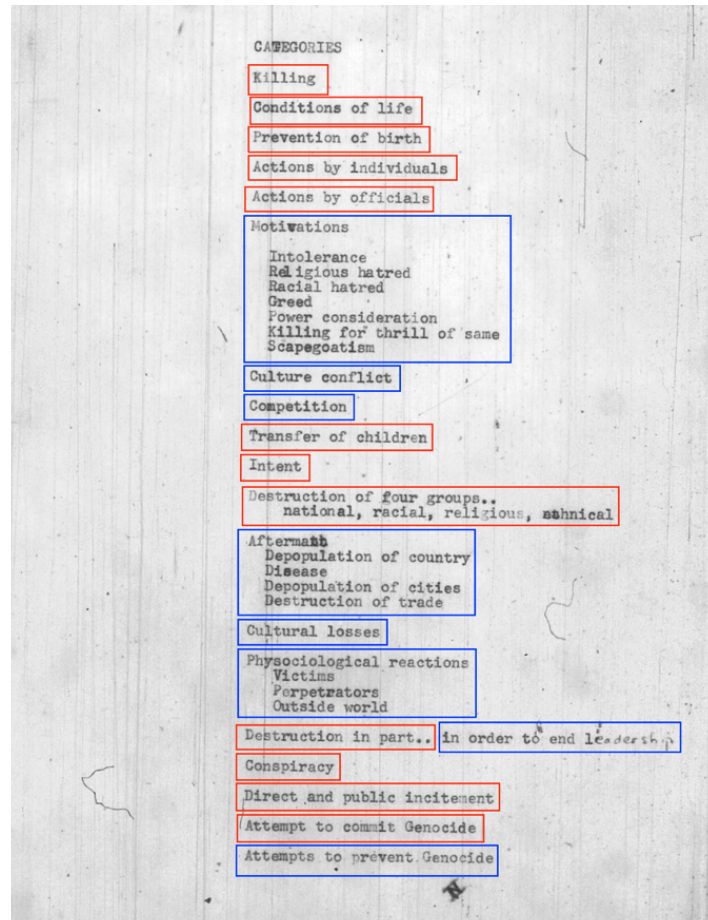 CATEGORIES
Killing
Conditions of life
Prevention of birth
Actions by individuals
Actions by officials
Motivations
Intolerance
Religious hatred
Racial hatred
Greed
Power consideration
Killing for thrill of same
Scapegoatism
Culture conflict
Competition
Transfer of children
Intent
Destruction of four groups..
national, racial, religious, ethnical
Aftermath
Depopulation of country
Disease
Depopulation of cities
Destruction of trade
Cultural losses
Physociological reactions
Victims
Perpetrators
Outside world
Destruction in part.. in order to end leadership
Conspiracy
Direct and public incitement
Attempt to commit Genocide
Attempts to prevent Genocide
N